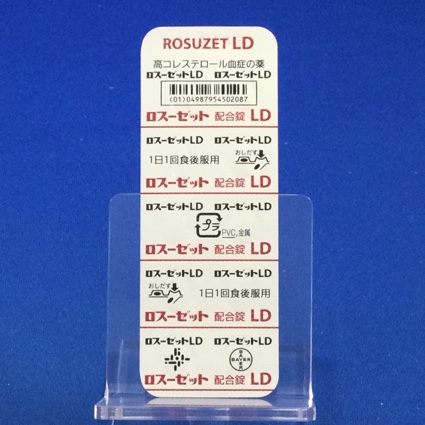 ROSUZET LD
高コレステロール血症の薬
ロスーゼットLD ロスーゼットLD
(01)04987954502087
ロスーゼット 配合錠 LD
ロスーゼットLD ロスーゼットLD
1日1回食後服用 おしだす
ロスーゼット 配合錠 LD
ロスーゼットLD ロスーゼットLD
プラ PVC,金属
ロスーゼット 配合錠 LD
ロスーゼットLD ロスーゼットLD
おしだす 1日1回食後服用
ロスーゼット 配合錠 LD
ロスーゼットLD ロスーゼットLD
BAYER
ロスーゼット 配合錠 LD